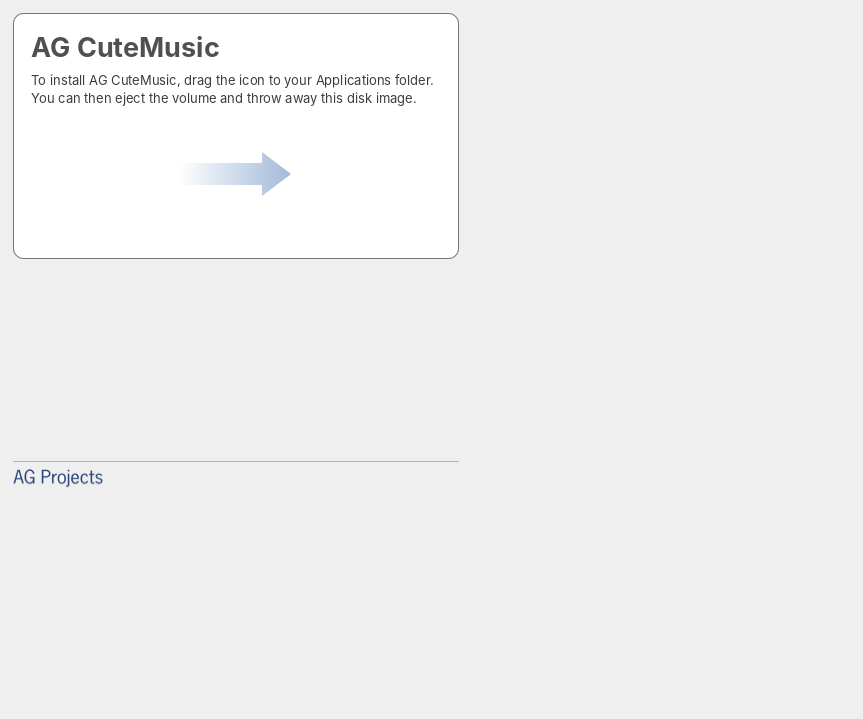 AG CuteMusic
To install AG CuteMusic, drag the icon to your Applications folder.
You can then eject the volume and throw away this disk image.
AG Projects